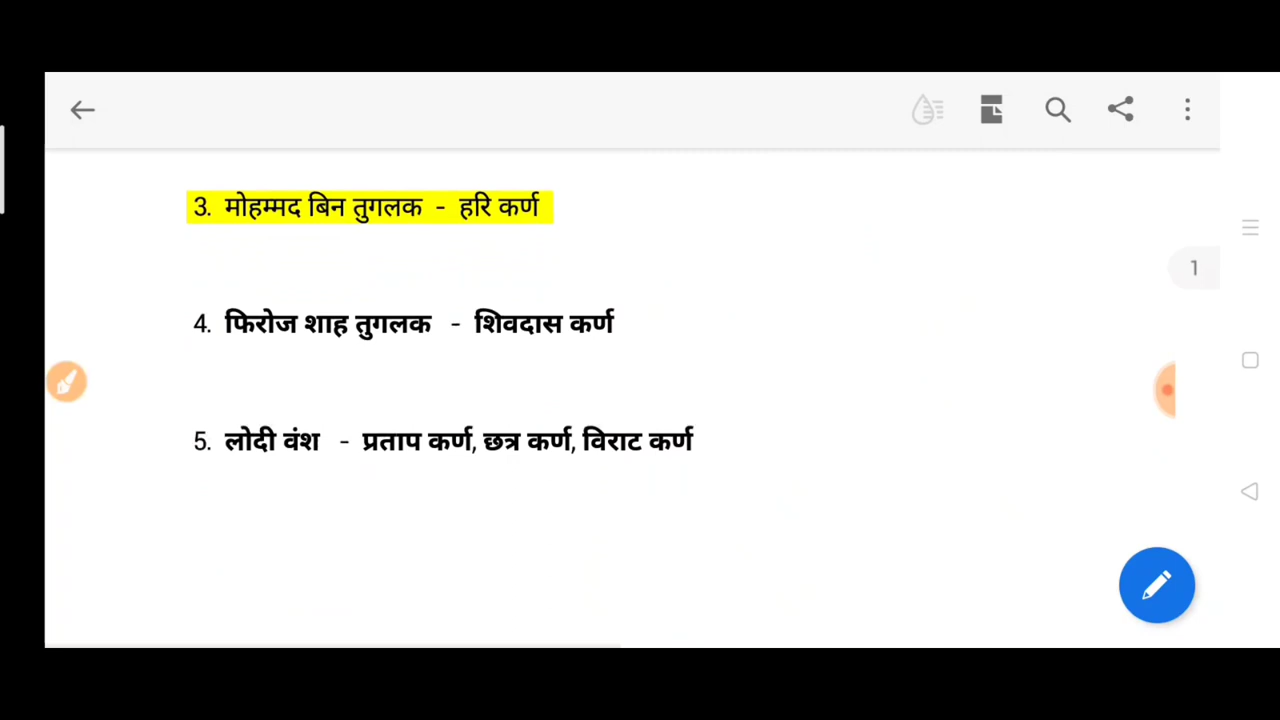 3. मोहम्मद बिन तुगलक - हरि कर्ण
1
4. फिरोज शाह तुगलक - शिवदास कर्ण
5. लोदी वंश - प्रताप कर्ण, छत्र कर्ण, विराट कर्ण